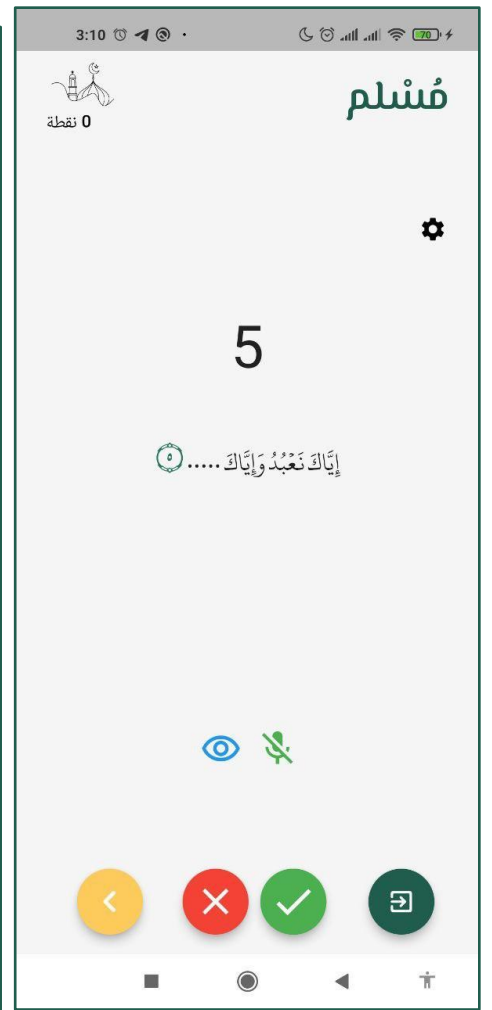 3:10
70
مُسْلم
0 نقطة
5
إِيَّاكَ نَعْبُدُ وَإِيَّاكَ ..... ٥